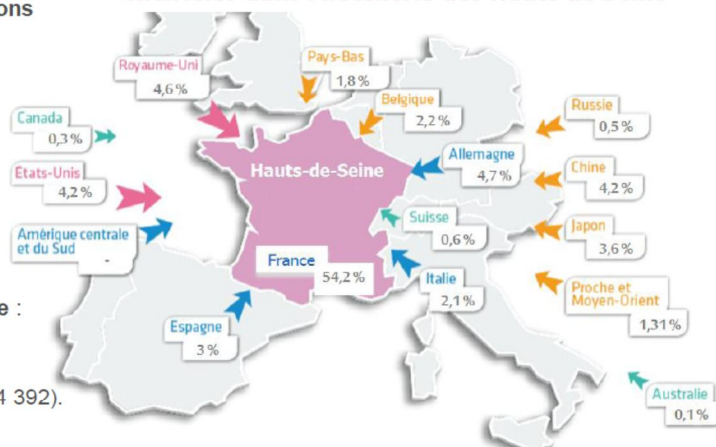 ons
Royaume-Uni
4,6 %
Pays-Bas
1,8 %
Belgique
2,2 %
Russie
0,5 %
Canada
0,3 %
Allemagne
4,7 %
Chine
4,2 %
États-Unis
4,2 %
Hauts-de-Seine
Suisse
0,6 %
Japon
3,6 %
Amérique centrale
et du Sud
-
France
54,2 %
Italie
2,1 %
Proche et
Moyen-Orient
1,31 %
e :
Espagne
3 %
4 392).
Australie
0,1 %